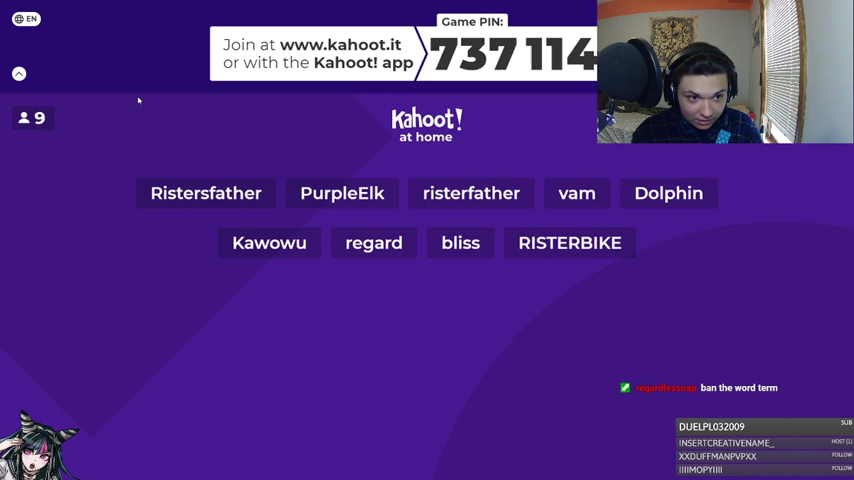 EN
Game PIN:
Join at www.kahoot.it
or with the Kahoot! app
737 114
9
Kahoot!
at home
Ristersfather PurpleElk risterfather vam Dolphin
Kawowu regard bliss RISTERBIKE
regardlesssoap ban the word term
DUELPL032009 SUB
INSERTCREATIVENAME_ HOST (L)
XXDUFFMANPVPXX FOLLOW
IIIIMOPYIIII FOLLOW